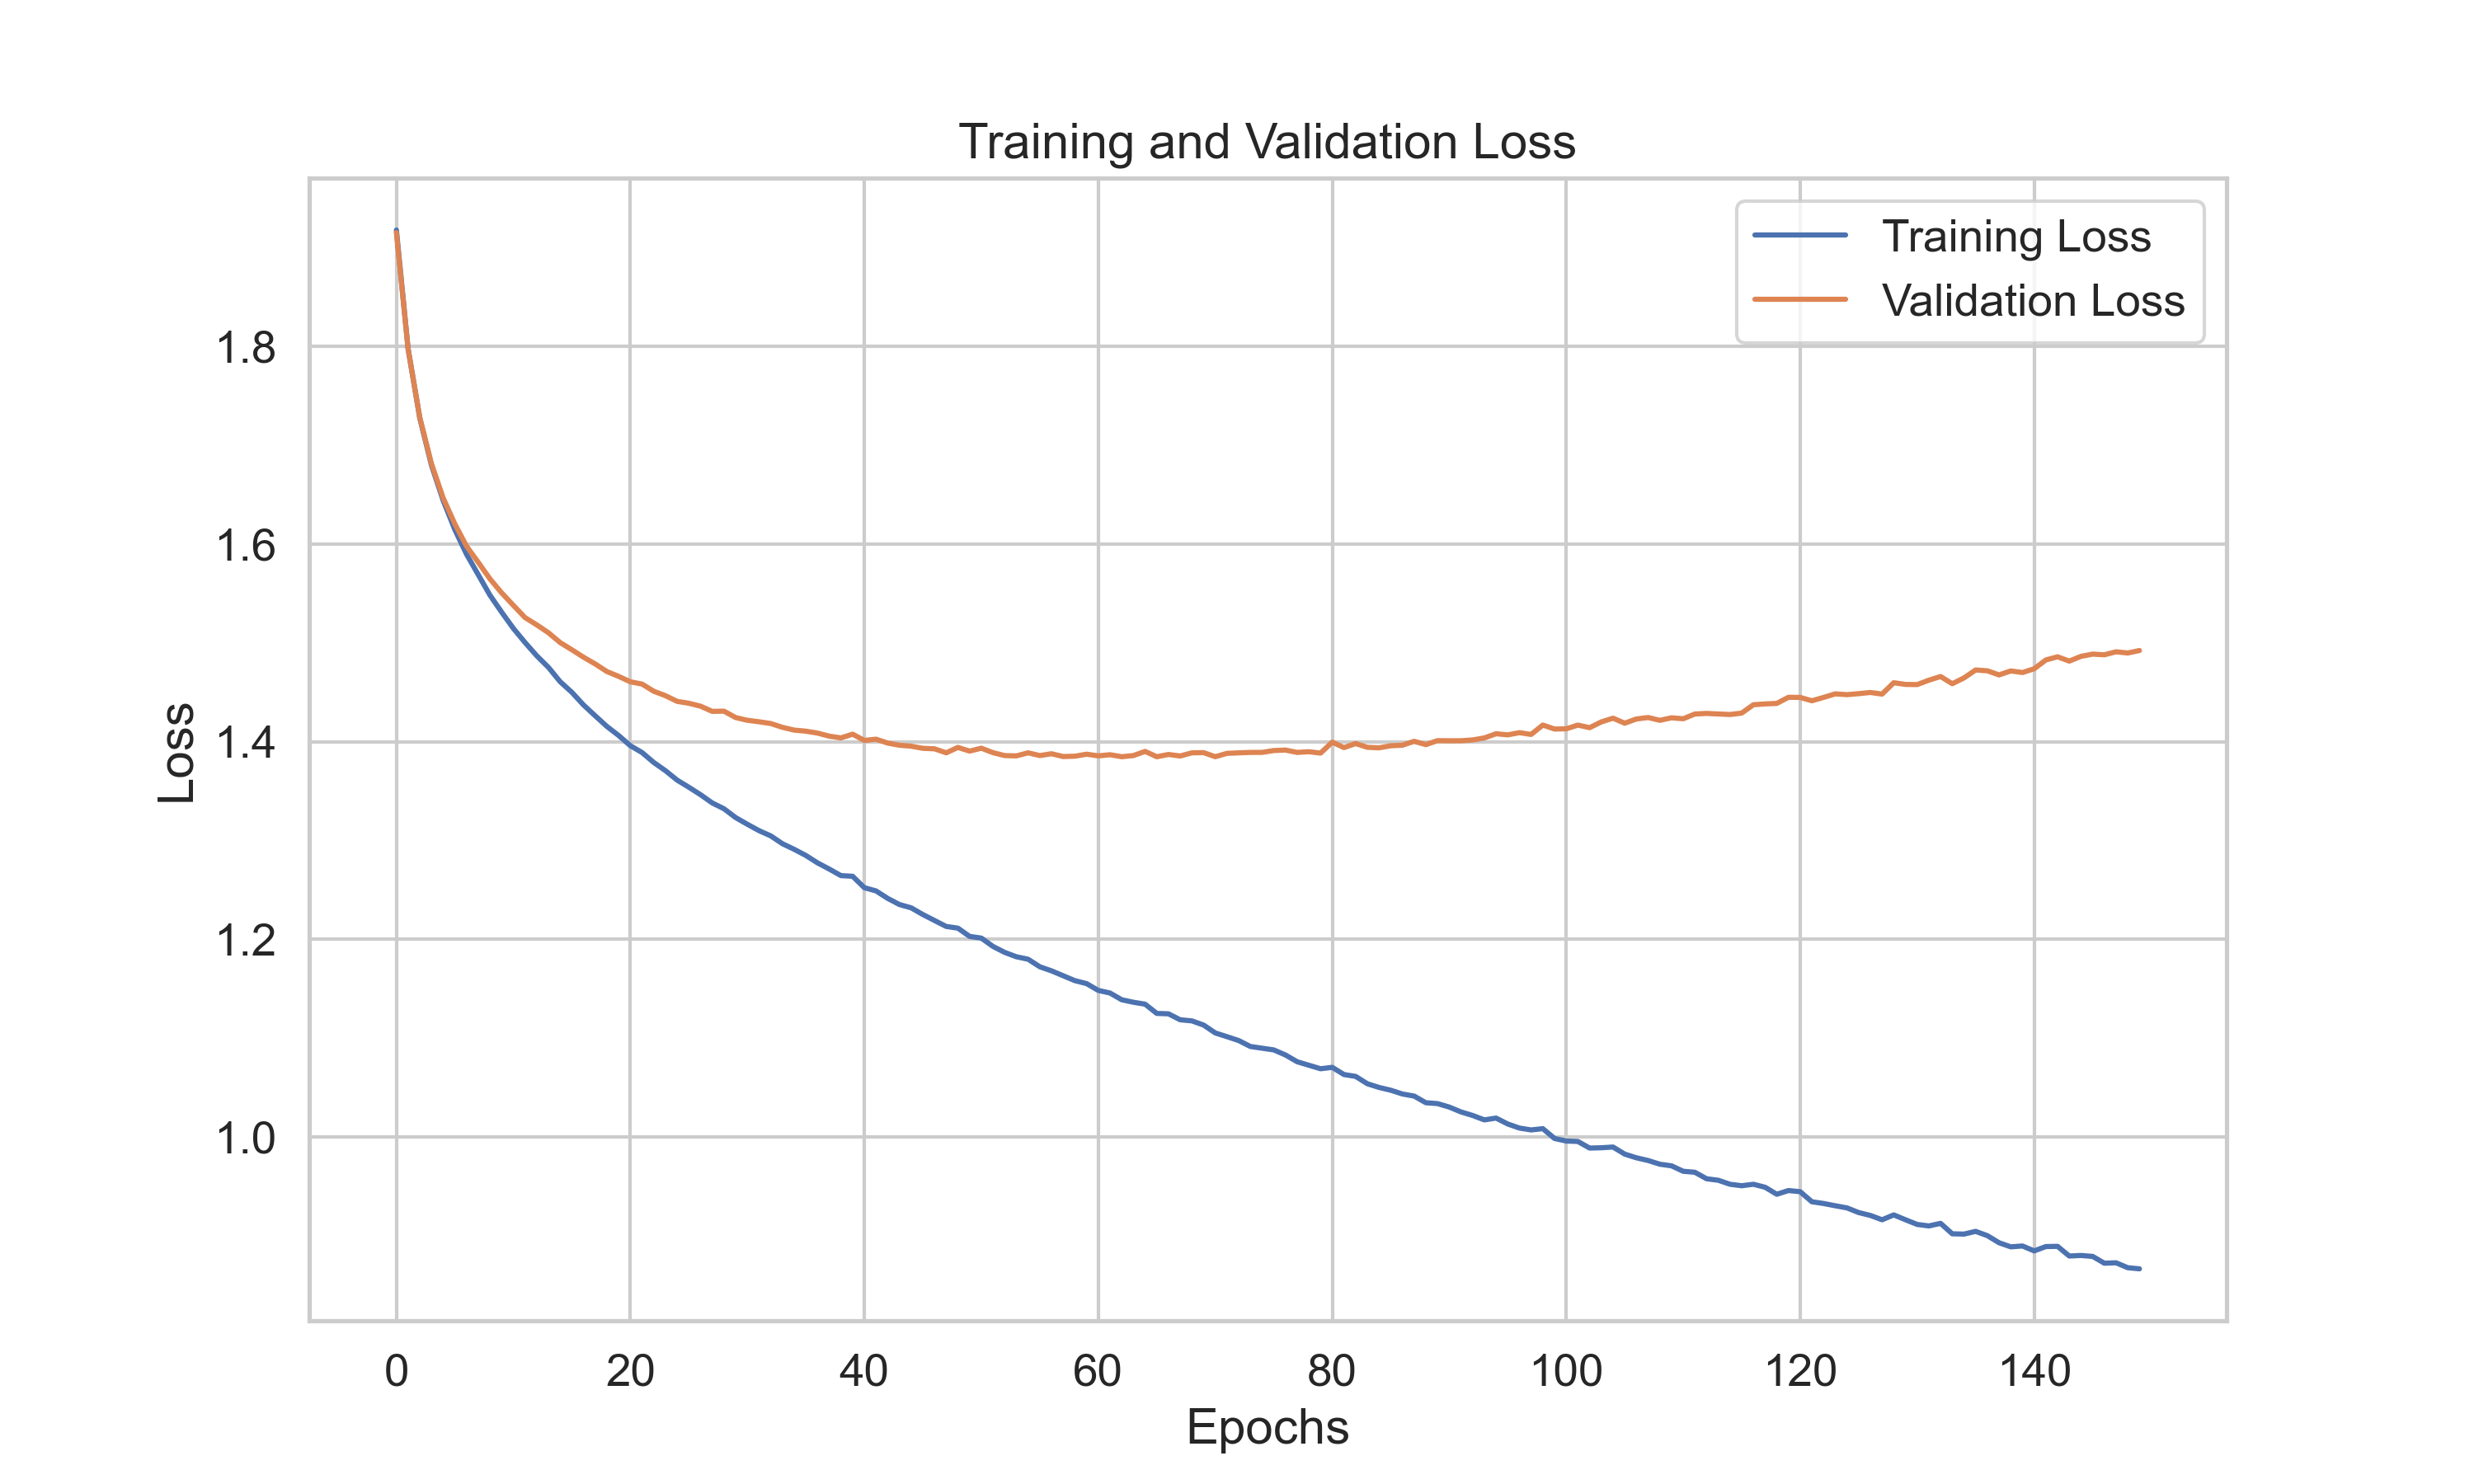 Training and Validation Loss
Training Loss
Validation Loss
1.8
1.6
1.4
1.2
1.0
Loss
0 20 40 60 80 100 120 140
Epochs